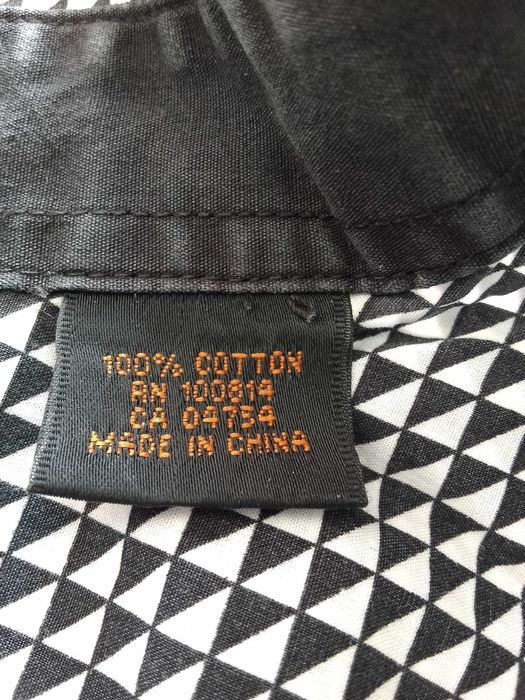 100% COTTON
RN 100814
CA 04734
MADE IN CHINA